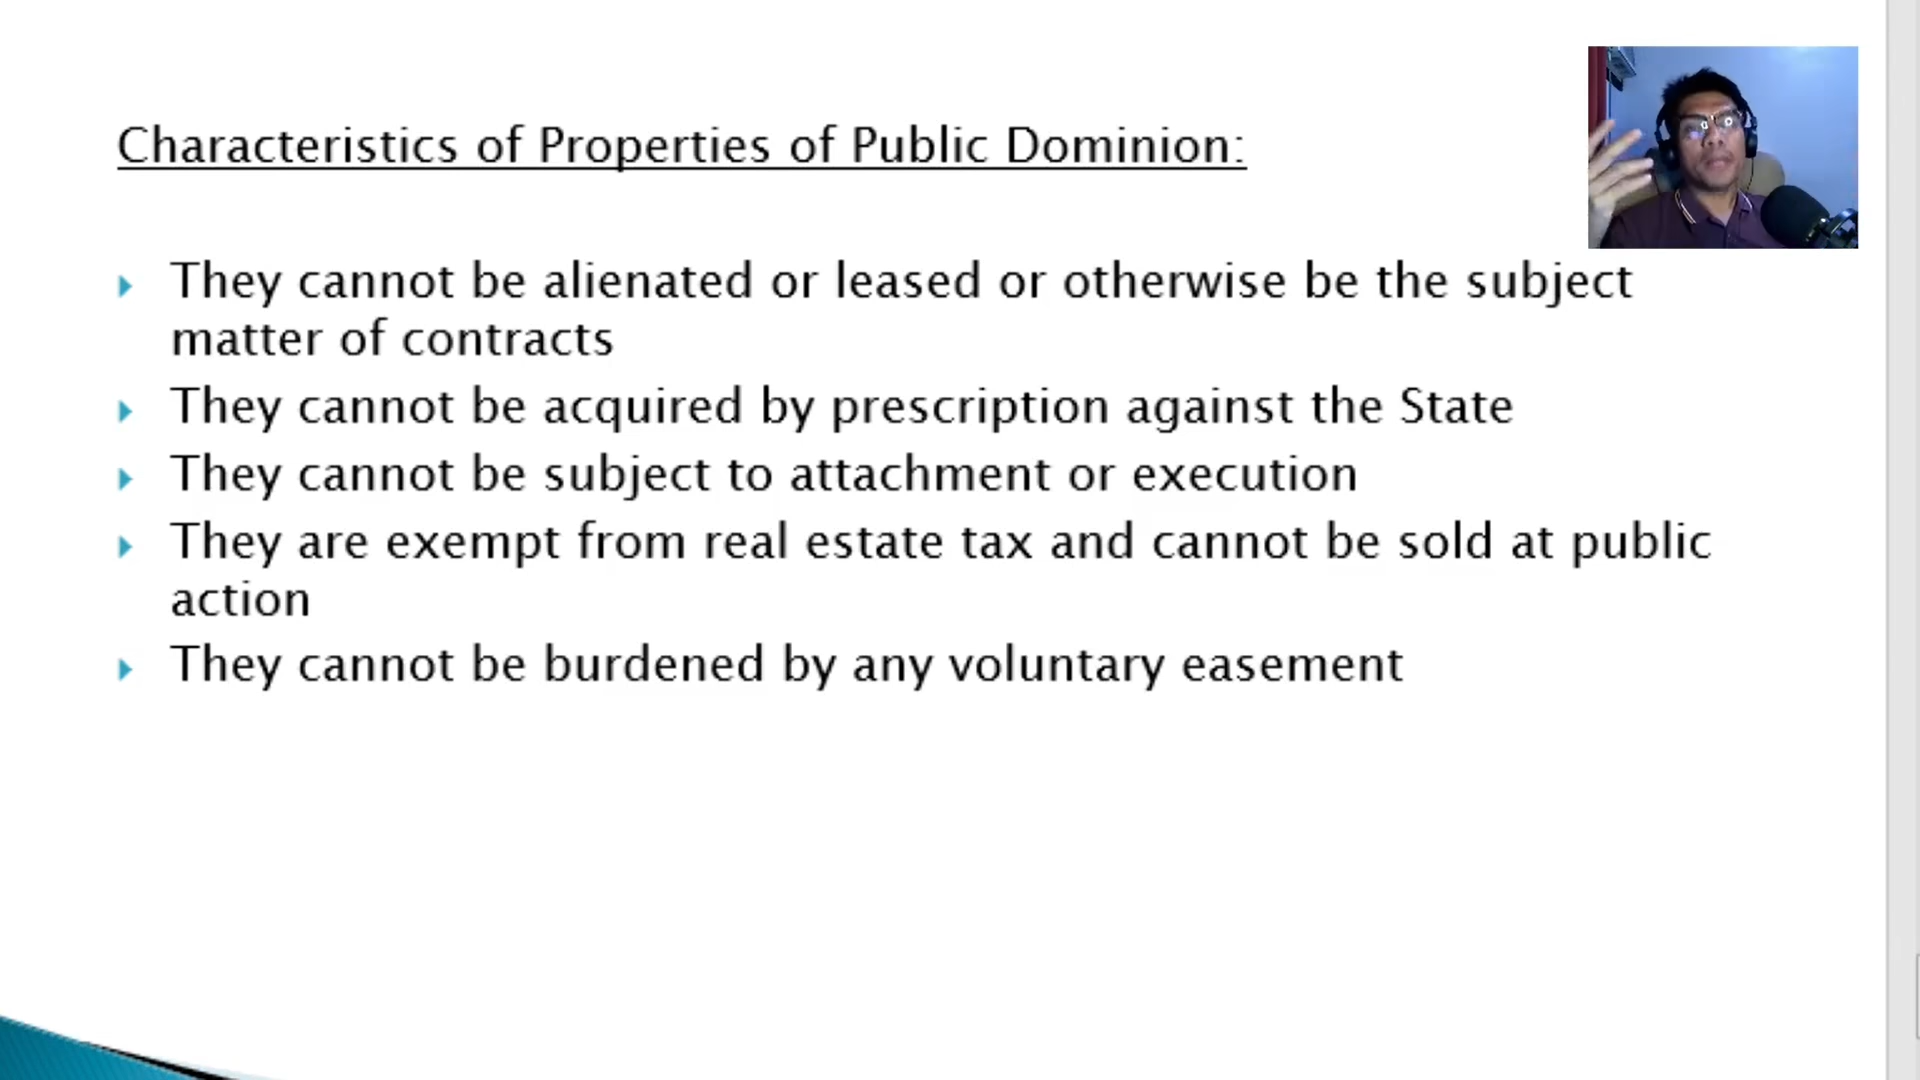 Characteristics of Properties of Public Dominion:
They cannot be alienated or leased or otherwise be the subject
matter of contracts
They cannot be acquired by prescription against the State
They cannot be subject to attachment or execution
They are exempt from real estate tax and cannot be sold at public
action
They cannot be burdened by any voluntary easement